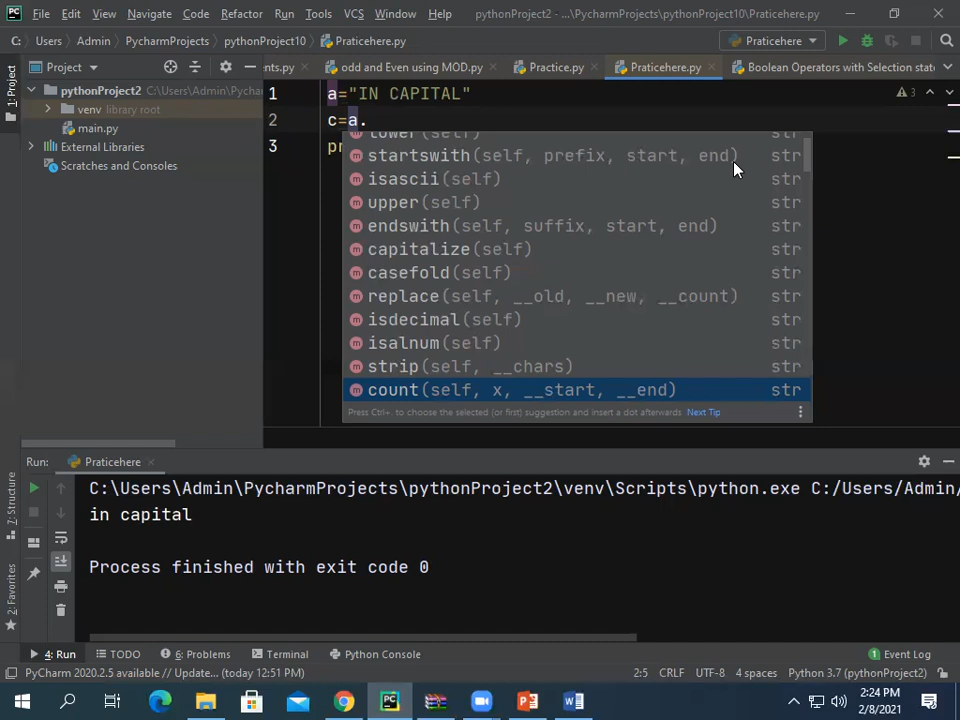 PC File Edit View Navigate Code Refactor Run Tools VCS Window Help pythonProject2 - ...\PycharmProjects\pythonProject10\Praticehere.py
C: Users Admin PycharmProjects pythonProject10 Praticehere.py Praticehere
1: Project
Project
nts.py odd and Even using MOD.py Practice.py Praticehere.py Boolean Operators with Selection state
pythonProject2 C:\Users\Admin\Pychar
venv library root
main.py
External Libraries
Scratches and Consoles
1 a="IN CAPITAL" 3
2 c=a.
3 pr
lower(self) str
startswith(self, prefix, start, end) str
isascii(self) str
upper(self) str
endswith(self, suffix, start, end) str
capitalize(self) str
casefold(self) str
replace(self, __old, __new, __count) str
isdecimal(self) str
isalnum(self) str
strip(self, __chars) str
count(self, x, __start, __end) str
Press Ctrl+. to choose the selected (or first) suggestion and insert a dot afterwards Next Tip
Run: Praticehere
C:\Users\Admin\PycharmProjects\pythonProject2\venv\Scripts\python.exe C:/Users/Admin/
in capital
Process finished with exit code 0
Z: Structure
2: Favorites
4: Run TODO 6: Problems Terminal Python Console 1 Event Log
PyCharm 2020.2.5 available // Update... (today 12:51 PM) 2:5 CRLF UTF-8 4 spaces Python 3.7 (pythonProject2)
2:24 PM
2/8/2021